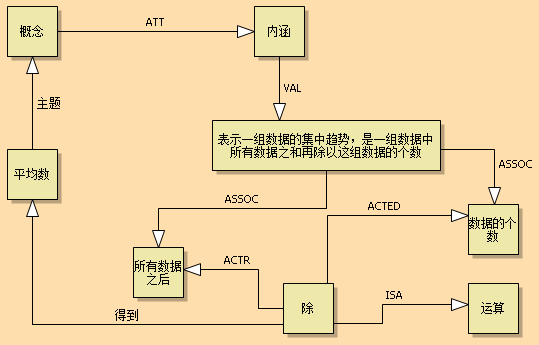 概念
ATT
内涵
VAL
主题
表示一组数据的集中趋势，是一组数据中
所有数据之和再除以这组数据的个数
平均数
ASSOC
ASSOC
ACTED
数据的个
数
所有数据
之后
ACTR
除
ISA
运算
得到